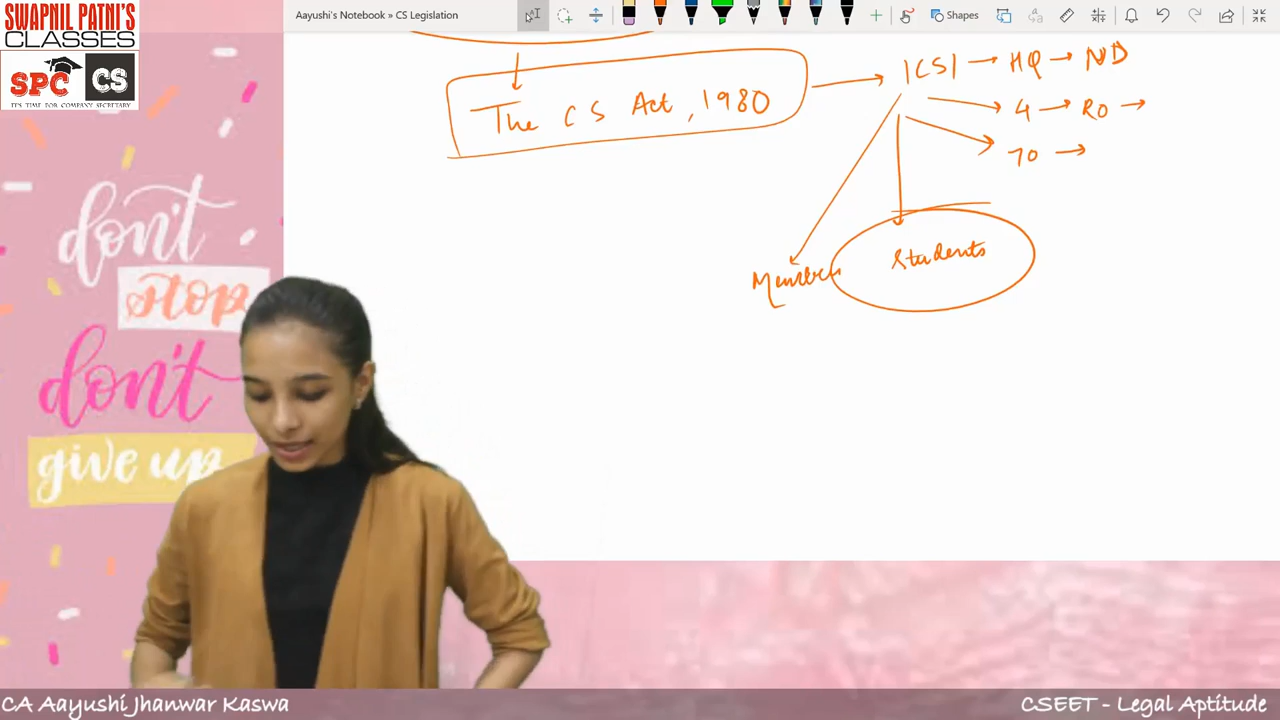 SWAPNIL PATNI'S
CLASSES
SPC CS
IT'S TIME FOR COMPANY SECRETARY
Aayushi's Notebook » CS Legislation
Shapes
The CS Act, 1980
ICSI → HQ → ND
4 → RO →
70 →
Students
Members
don't
stop
don't
give up
CA Aayushi Jhanwar Kaswa
CSEET - Legal Aptitude